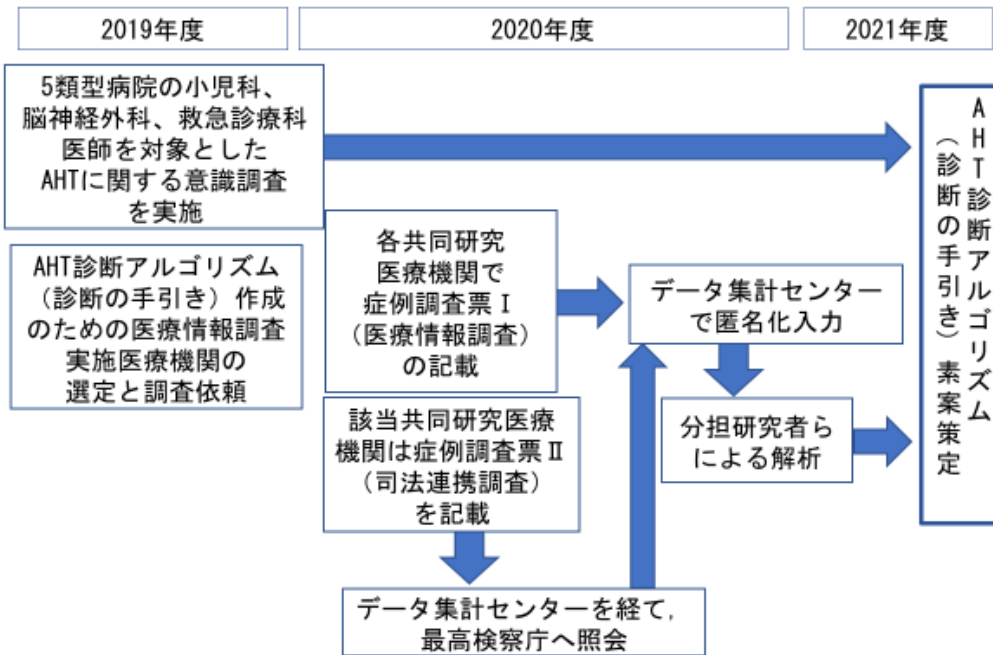 2019年度
2020年度
2021年度
5類型病院の小児科、
脳神経外科、救急診療科
医師を対象とした
AHTに関する意識調査
を実施
AHT診断アルゴリズム
（診断の手引き）作成
のための医療情報調査
実施医療機関の
選定と調査依頼
各共同研究
医療機関で
症例調査票Ⅰ
（医療情報調査）
の記載
該当共同研究医療
機関は症例調査票Ⅱ
（司法連携調査）
を記載
データ集計センターを経て,
最高検察庁へ照会
データ集計センター
で匿名化入力
分担研究者ら
による解析
AHT診断アルゴリズム
（診断の手引き）素案策定